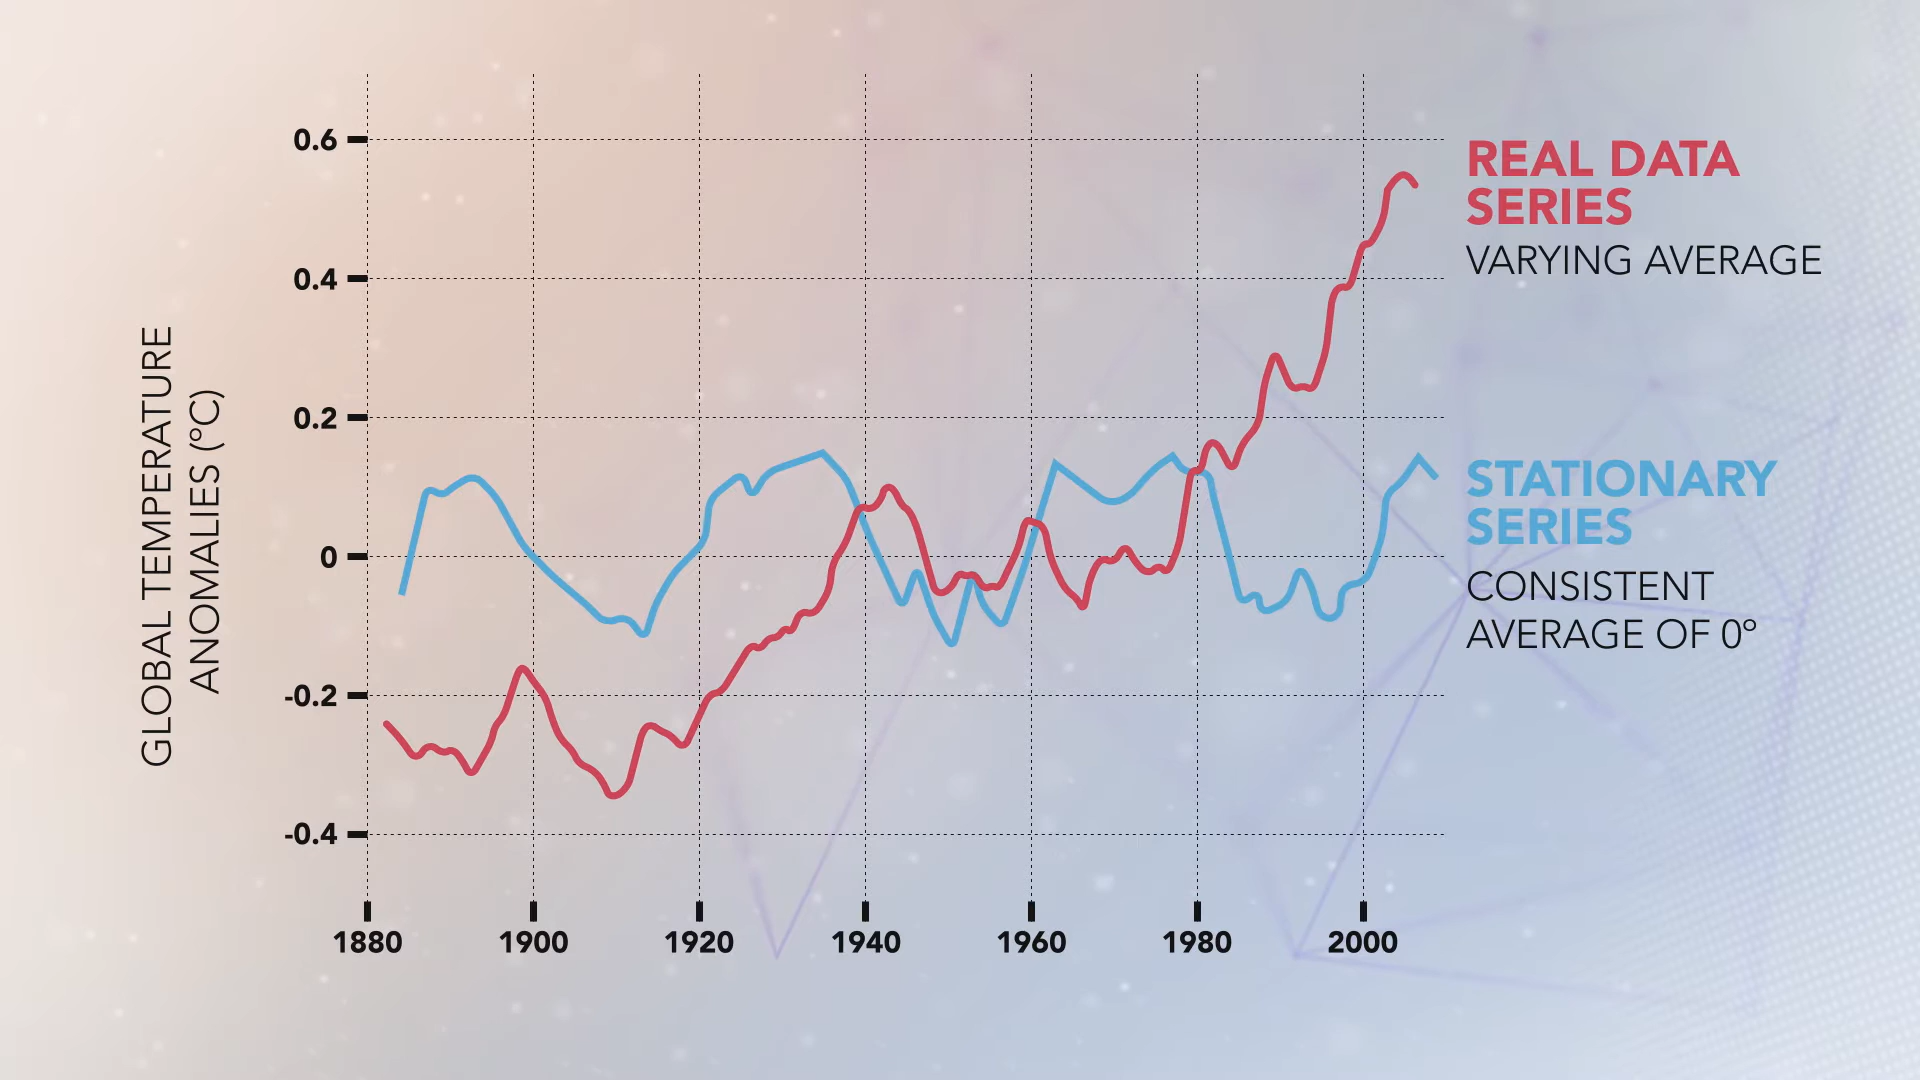 GLOBAL TEMPERATURE
ANOMALIES (°C)
0.6
0.4
0.2
0
-0.2
-0.4
1880
1900
1920
1940
1960
1980
2000
REAL DATA
SERIES
VARYING AVERAGE
STATIONARY
SERIES
CONSISTENT
AVERAGE OF 0°